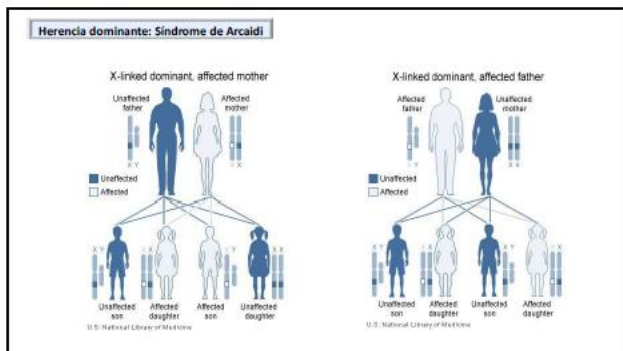 Herencia dominante: Síndrome de Arcaidi
X-linked dominant, affected mother
Unaffected
father
Affected
mother
X Y
X X
Unaffected
Affected
X Y
X X
X Y
X X
Unaffected
son
Affected
daughter
Affected
son
Unaffected
daughter
U.S. National Library of Medicine
X-linked dominant, affected father
Affected
father
Unaffected
mother
X Y
X X
Unaffected
Affected
X Y
X X
X Y
X X
Unaffected
son
Affected
daughter
Unaffected
son
Affected
daughter
U.S. National Library of Medicine